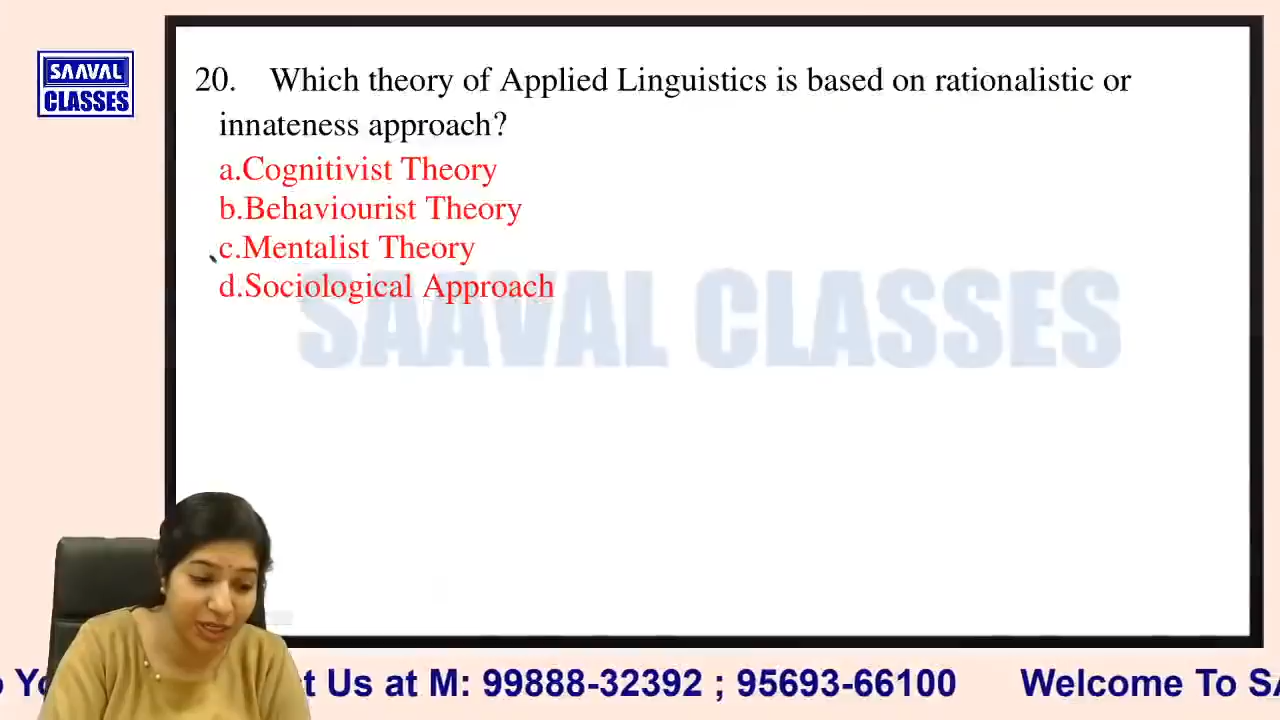 SAAVAL
CLASSES
20. Which theory of Applied Linguistics is based on rationalistic or
innateness approach?
a.Cognitivist Theory
b.Behaviourist Theory
c.Mentalist Theory
d.Sociological Approach
SAAVAL CLASSES
t Us at M: 99888-32392 ; 95693-66100 Welcome To